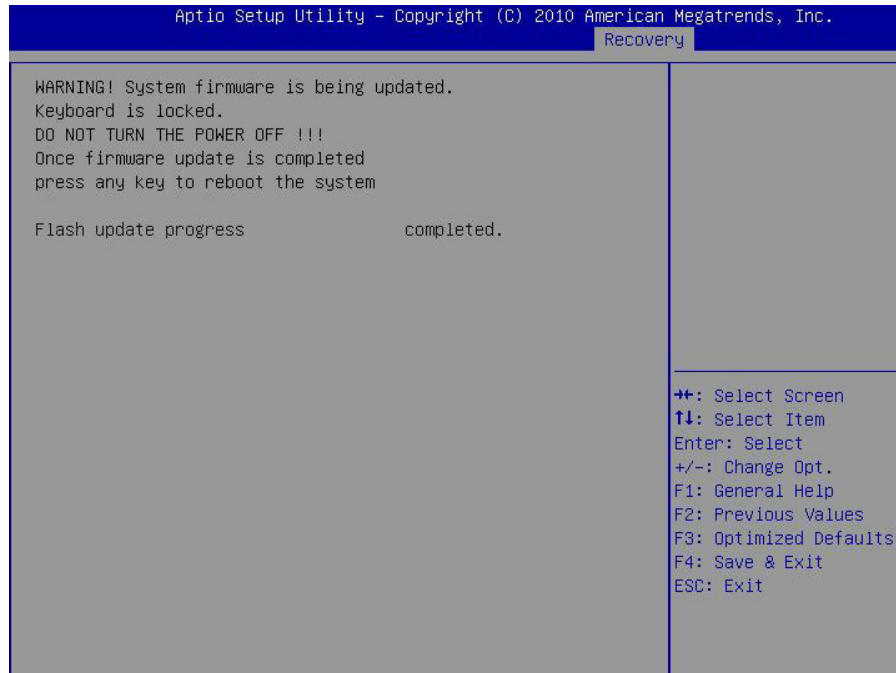 Aptio Setup Utility – Copyright (C) 2010 American Megatrends, Inc.
Recovery
WARNING! System firmware is being updated.
Keyboard is locked.
DO NOT TURN THE POWER OFF !!!
Once firmware update is completed
press any key to reboot the system
Flash update progress completed.
→←: Select Screen
↑↓: Select Item
Enter: Select
+/-: Change Opt.
F1: General Help
F2: Previous Values
F3: Optimized Defaults
F4: Save & Exit
ESC: Exit